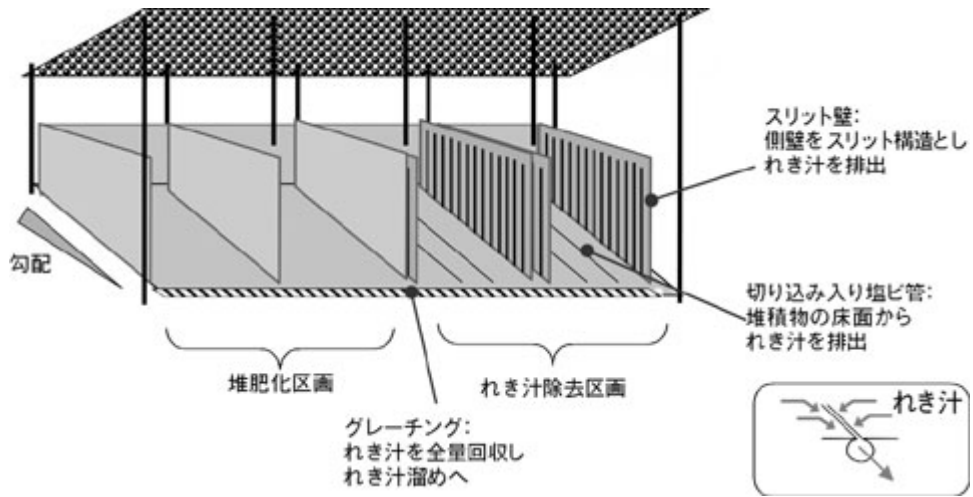 スリット壁:
側壁をスリット構造とし
れき汁を排出
勾配
切り込み入り塩ビ管:
堆積物の床面から
れき汁を排出
堆肥化区画
れき汁除去区画
グレーチング:
れき汁を全量回収し
れき汁溜めへ
れき汁